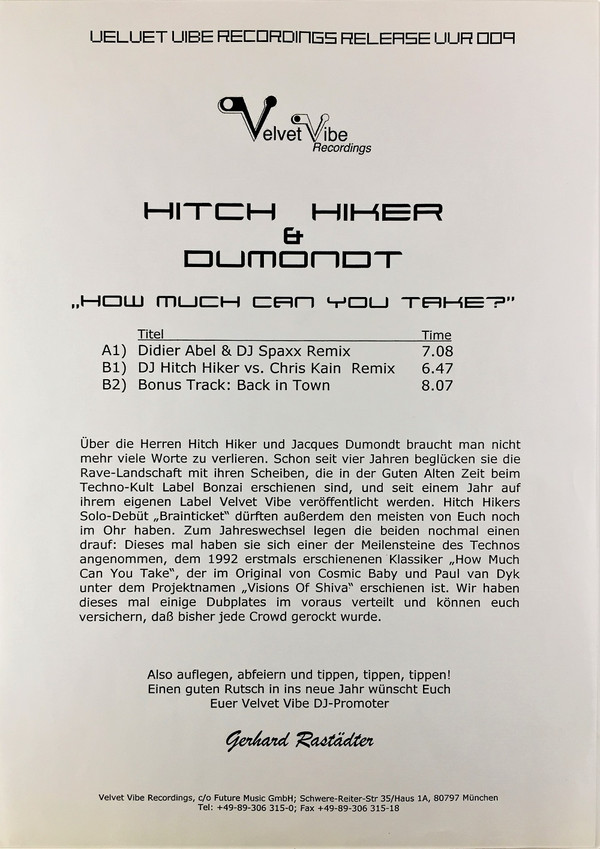 VELVET VIBE RECORDINGS RELEASE VVR 009
Velvet Vibe
Recordings
HITCH HIKER
&
DUMONDT
„HOW MUCH CAN YOU TAKE?"
Titel Time
A1) Didier Abel & DJ Spaxx Remix 7.08
B1) DJ Hitch Hiker vs. Chris Kain Remix 6.47
B2) Bonus Track: Back in Town 8.07
Über die Herren Hitch Hiker und Jacques Dumondt braucht man nicht
mehr viele Worte zu verlieren. Schon seit vier Jahren beglücken sie die
Rave-Landschaft mit ihren Scheiben, die in der Guten Alten Zeit beim
Techno-Kult Label Bonzai erschienen sind, und seit einem Jahr auf
ihrem eigenen Label Velvet Vibe veröffentlicht werden. Hitch Hikers
Solo-Debüt „Brainticket" dürften außerdem den meisten von Euch noch
im Ohr haben. Zum Jahreswechsel legen die beiden nochmal einen
drauf: Dieses mal haben sie sich einer der Meilensteine des Technos
angenommen, dem 1992 erstmals erschienenen Klassiker „How Much
Can You Take", der im Original von Cosmic Baby und Paul van Dyk
unter dem Projektnamen „Visions Of Shiva" erschienen ist. Wir haben
dieses mal einige Dubplates im voraus verteilt und können euch
versichern, daß bisher jede Crowd gerockt wurde.
Also auflegen, abfeiern und tippen, tippen, tippen!
Einen guten Rutsch in ins neue Jahr wünscht Euch
Euer Velvet Vibe DJ-Promoter
Gerhard Rastädter
Velvet Vibe Recordings, c/o Future Music GmbH; Schwere-Reiter-Str 35/Haus 1A, 80797 München
Tel: +49-89-306 315-0; Fax +49-89-306 315-18